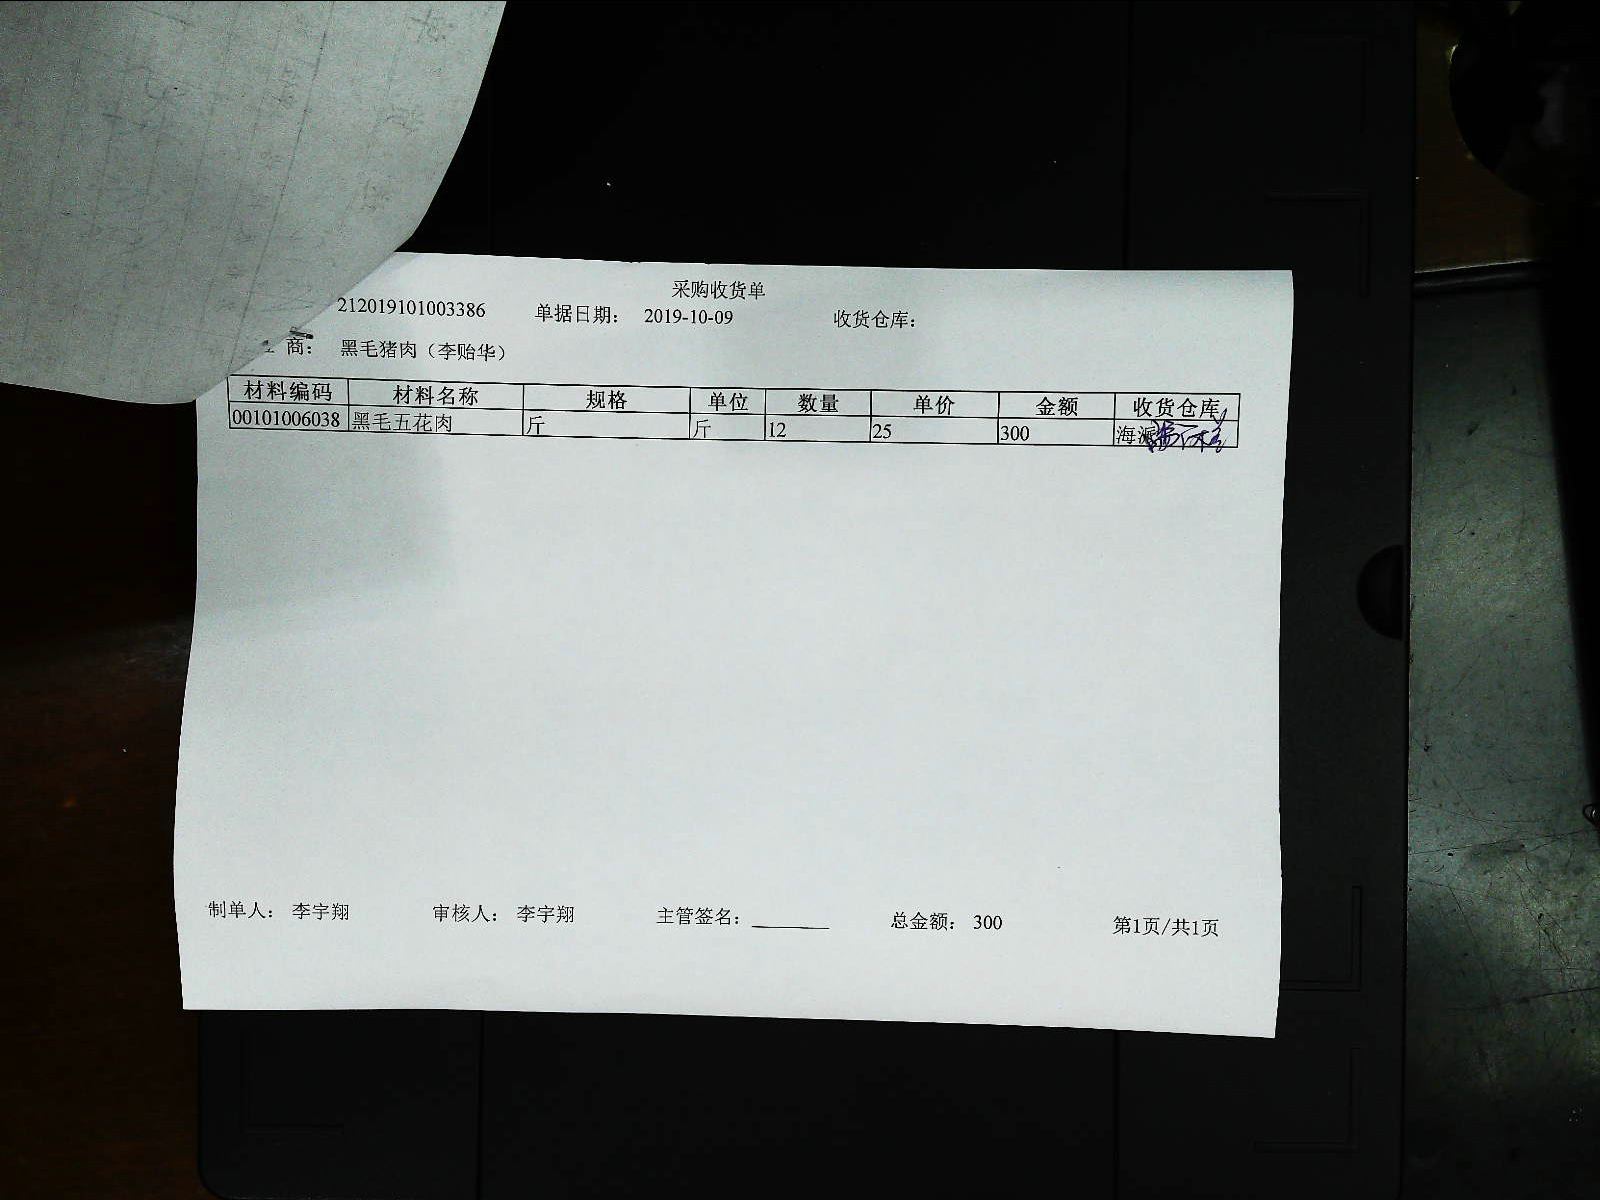 采购收货单
212019101003386 单据日期： 2019-10-09 收货仓库：
商： 黑毛猪肉（李贻华）
材料编码 材料名称 规格 单位 数量 单价 金额 收货仓库
00101006038 黑毛五花肉 斤 斤 12 25 300 海派
制单人： 李宇翔 审核人： 李宇翔 主管签名： 总金额： 300 第1页/共1页